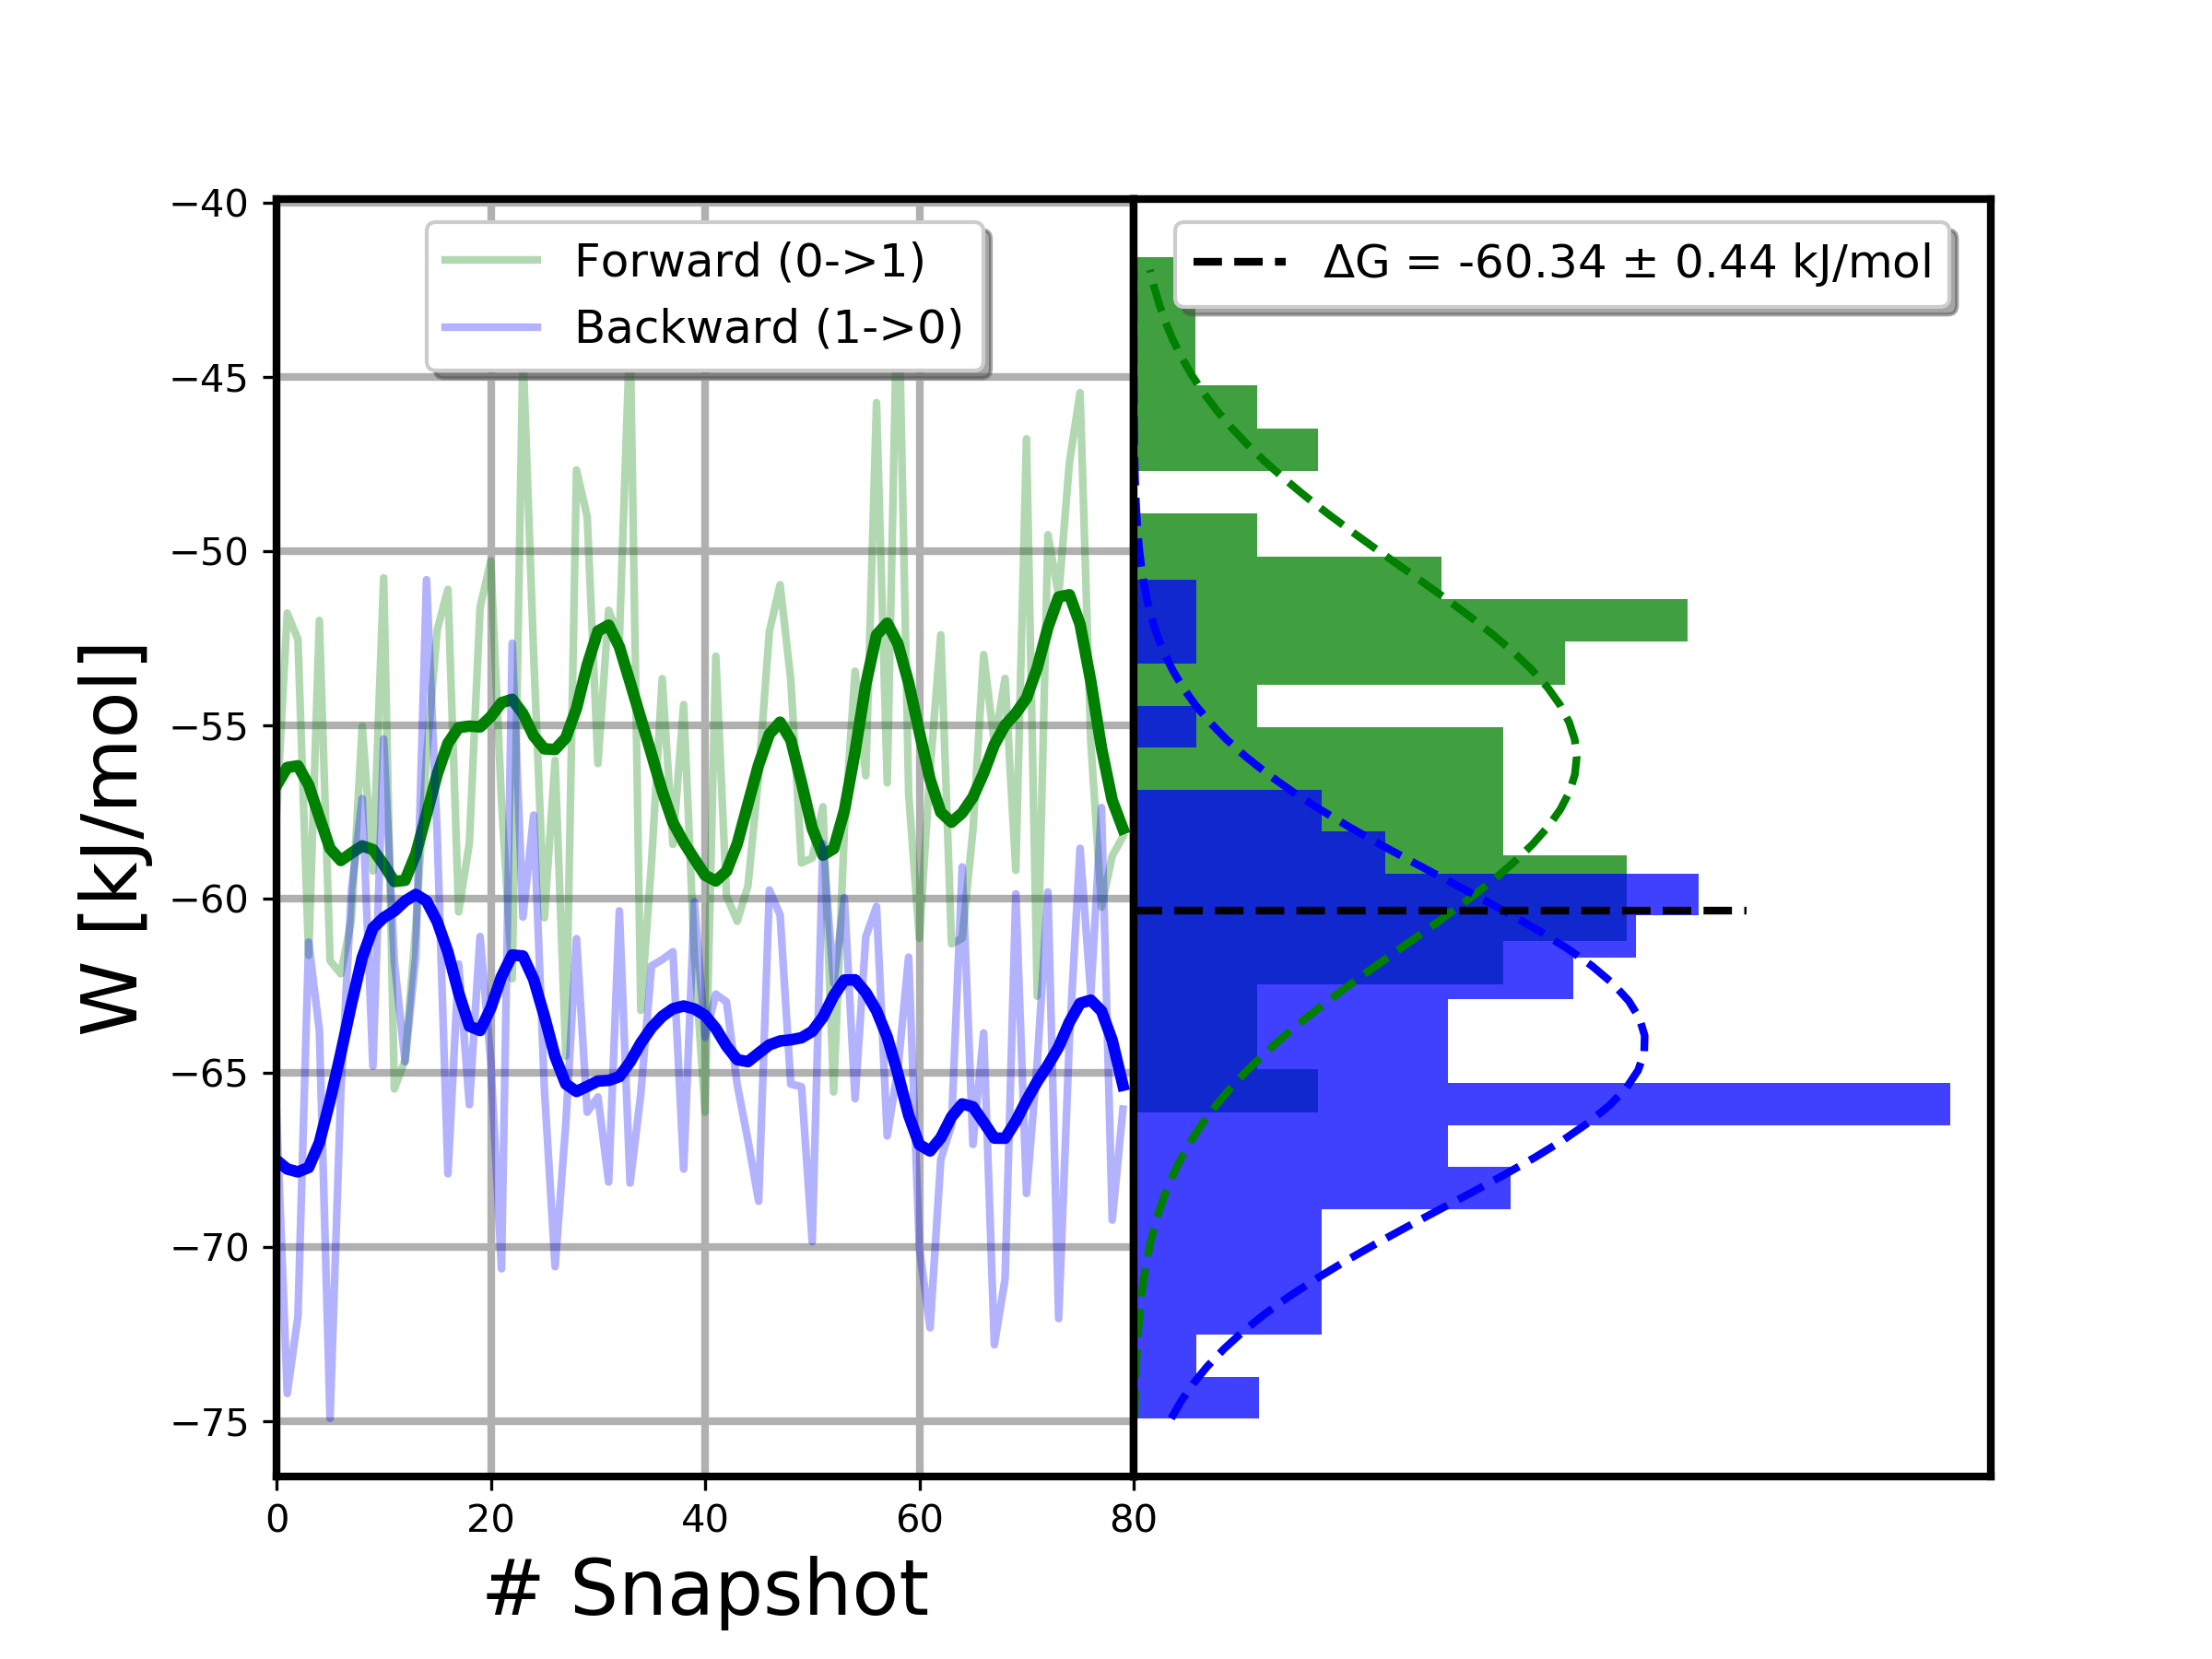 −40
−45
−50
−55
−60
−65
−70
−75
W [kJ/mol]
Forward (0->1)
Backward (1->0)
ΔG = -60.34 ± 0.44 kJ/mol
0 20 40 60 80
# Snapshot